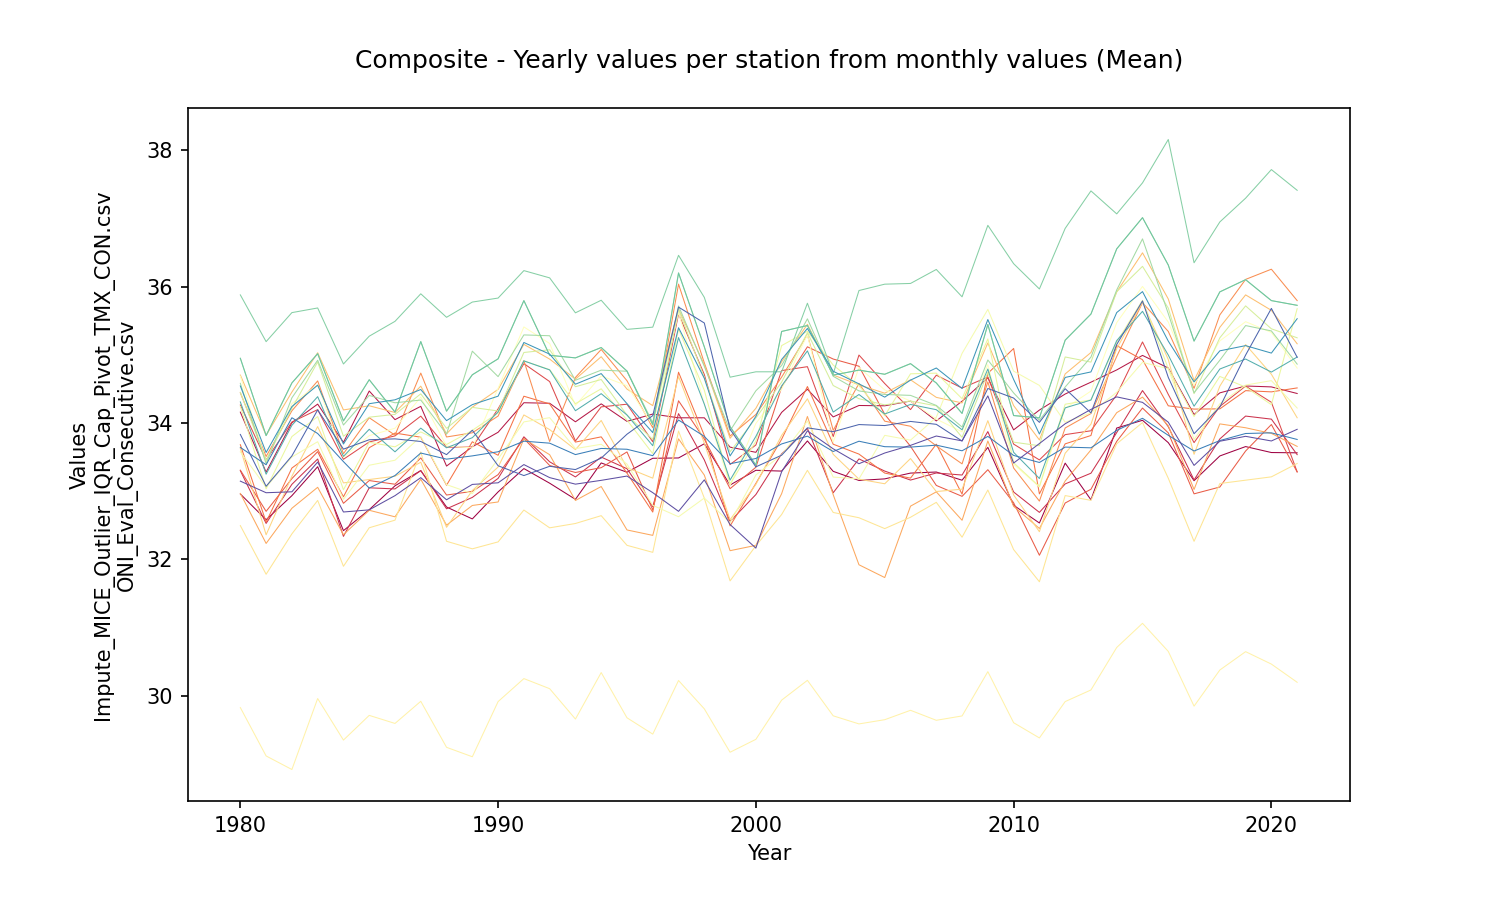 Composite - Yearly values per station from monthly values (Mean)
Values
Impute_MICE_Outlier_IQR_Cap_Pivot_TMX_CON.csv
ONI_Eval_Consecutive.csv
38
36
34
32
30
1980
1990
2000
2010
2020
Year